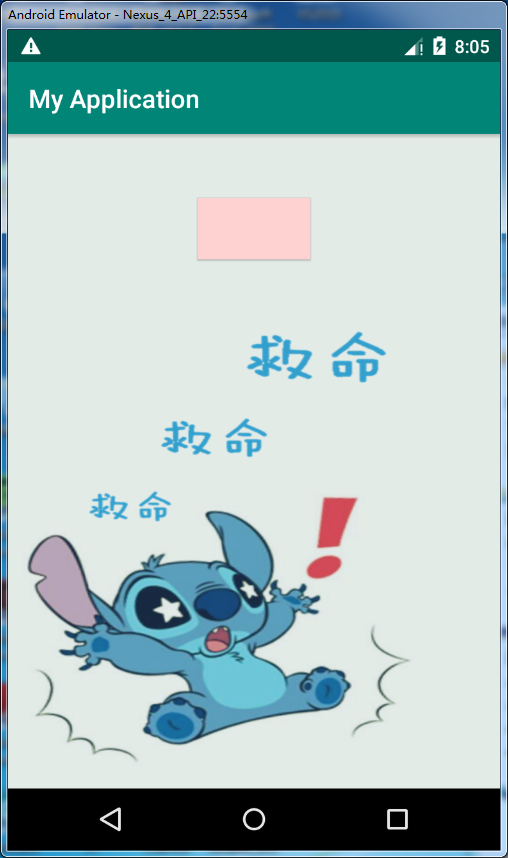 Android Emulator - Nexus_4_API_22:5554
8:05
My Application
救命
救命
救命
!